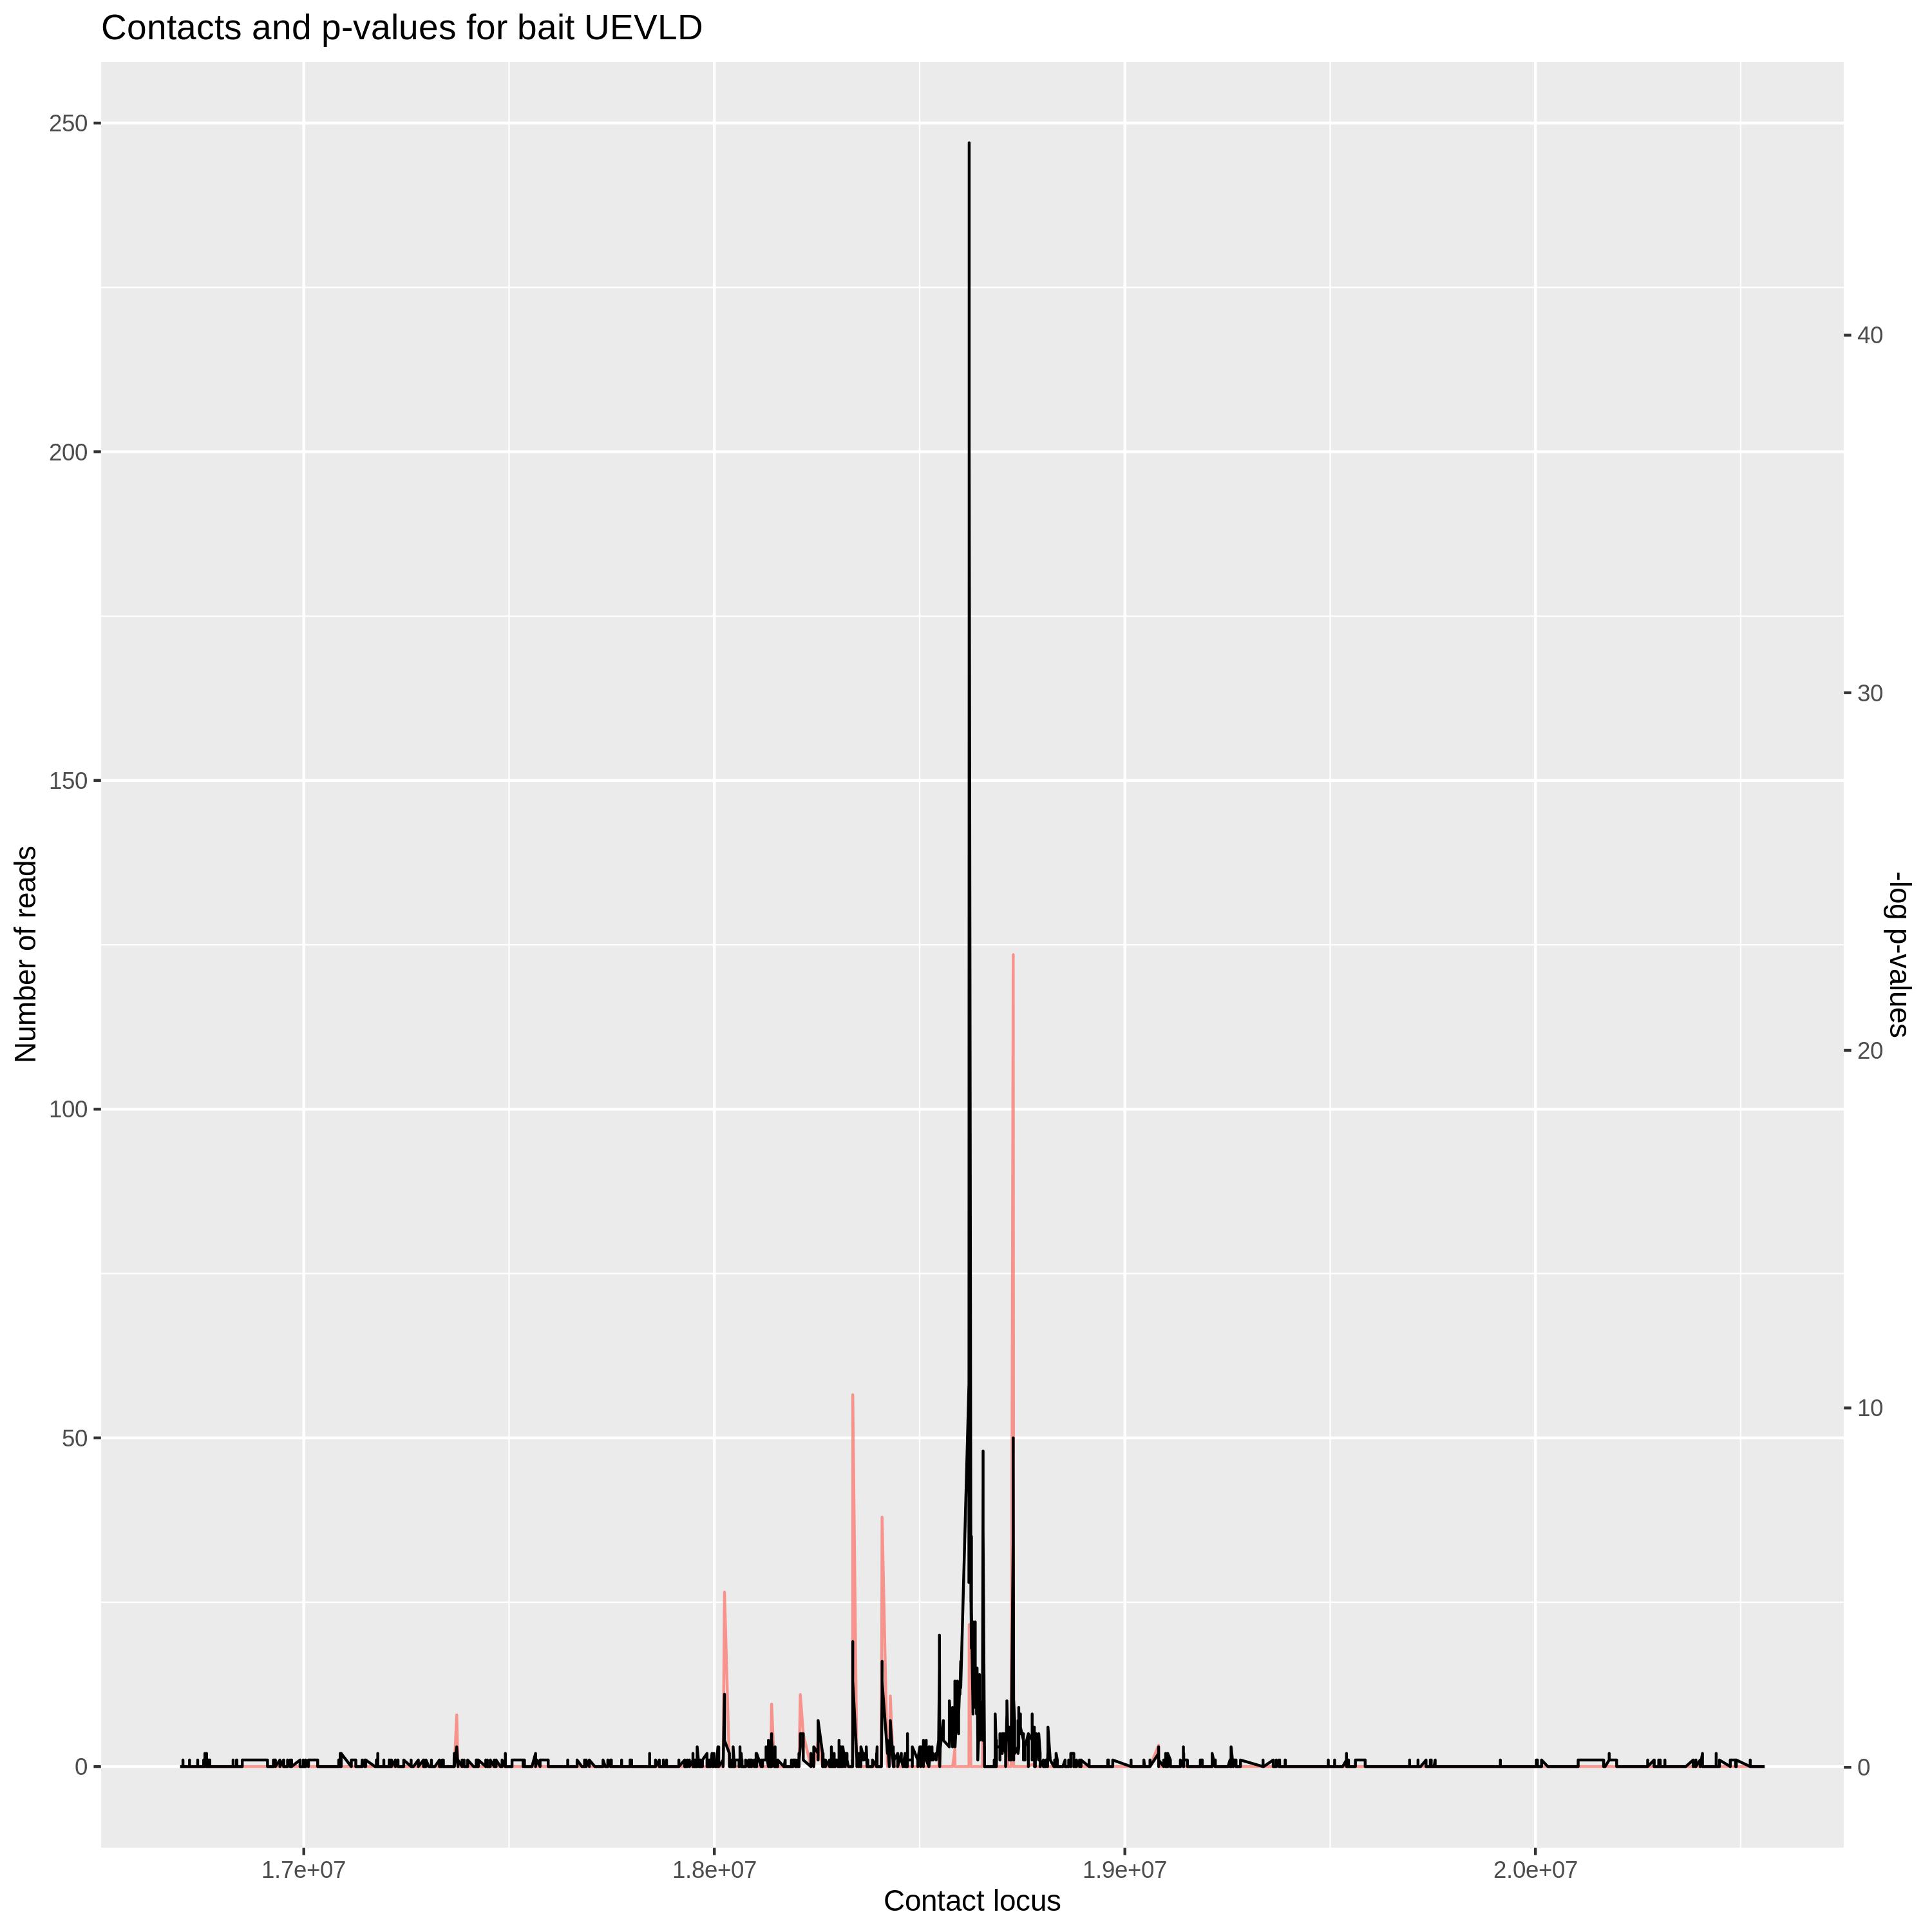 Contacts and p-values for bait UEVLD
250
200
150
100
50
0
Number of reads
40
30
20
10
0
-log p-values
1.7e+07
1.8e+07
1.9e+07
2.0e+07
Contact locus